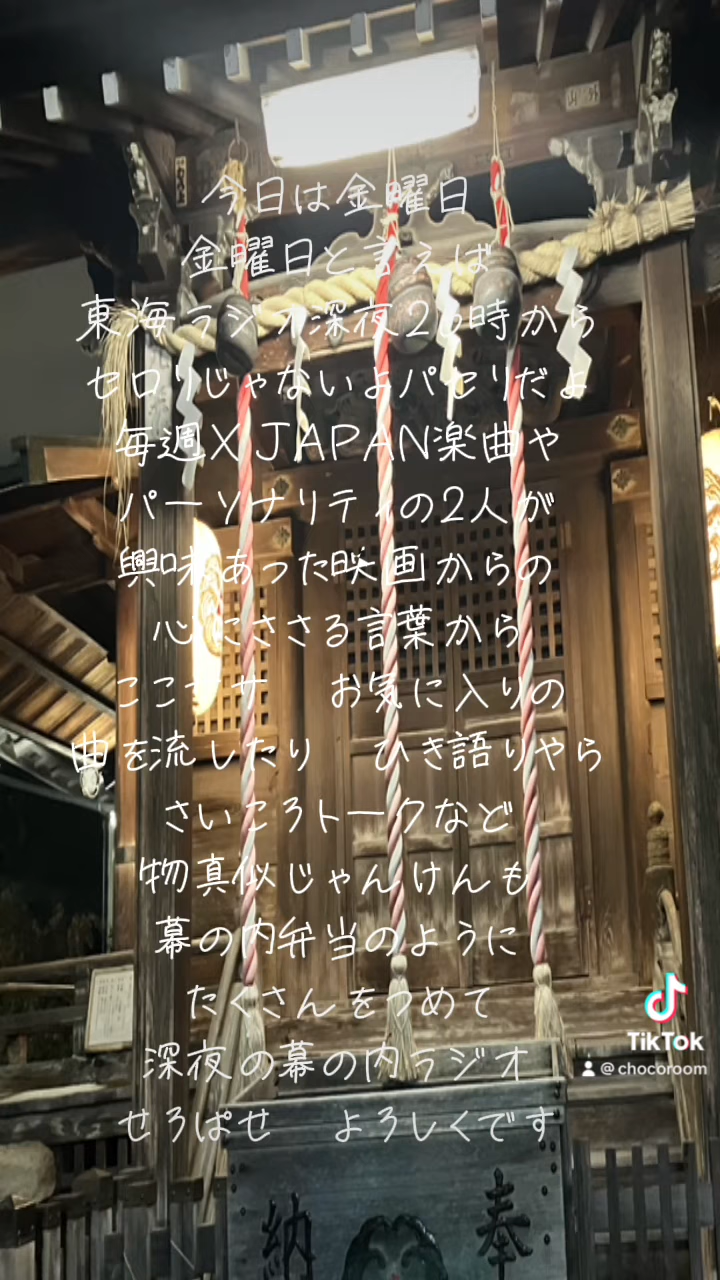 今日は金曜日
金曜日と言えば
東海ラジオ深夜26時から
セロリじゃないよパセリだよ
毎週X JAPAN楽曲や
パーソナリティの2人が
興味あった映画からの
心にささる言葉から
ここササ　お気に入りの
曲を流したり　ひき語りやら
さいころトークなど
物真似じゃんけんも
幕の内弁当のように
たくさんをつめて
深夜の幕の内ラジオ
せろぱせ　よろしくです
TikTok
@chocoroom
納 奉